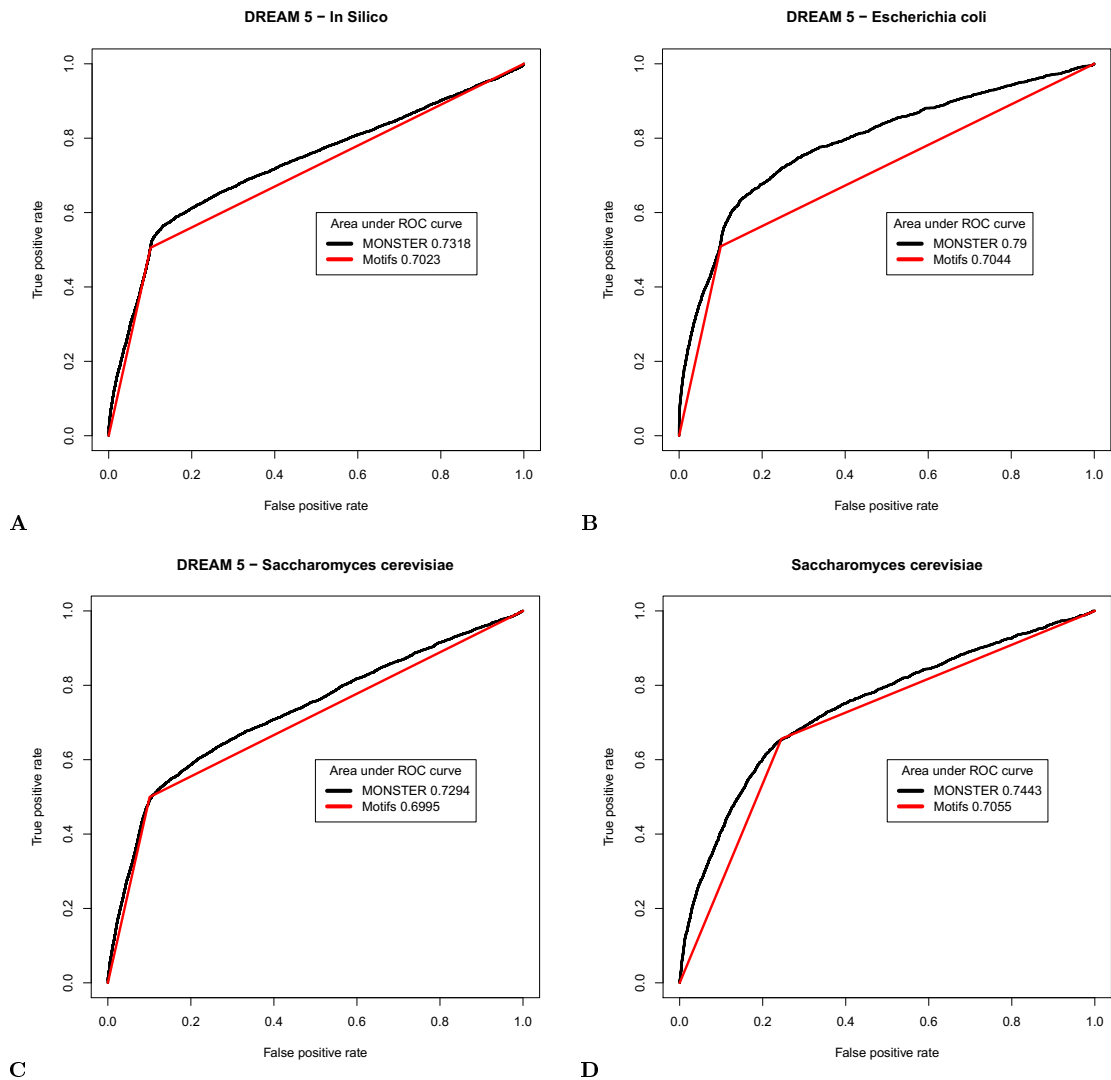 DREAM 5 − In Silico
True positive rate
1.0
0.8
0.6
0.4
0.2
0.0
Area under ROC curve
MONSTER 0.7318
Motifs 0.7023
0.0 0.2 0.4 0.6 0.8 1.0
False positive rate
A
DREAM 5 − Escherichia coli
True positive rate
1.0
0.8
0.6
0.4
0.2
0.0
Area under ROC curve
MONSTER 0.79
Motifs 0.7044
0.0 0.2 0.4 0.6 0.8 1.0
False positive rate
B
DREAM 5 − Saccharomyces cerevisiae
True positive rate
1.0
0.8
0.6
0.4
0.2
0.0
Area under ROC curve
MONSTER 0.7294
Motifs 0.6995
0.0 0.2 0.4 0.6 0.8 1.0
False positive rate
C
Saccharomyces cerevisiae
True positive rate
1.0
0.8
0.6
0.4
0.2
0.0
Area under ROC curve
MONSTER 0.7443
Motifs 0.7055
0.0 0.2 0.4 0.6 0.8 1.0
False positive rate
D